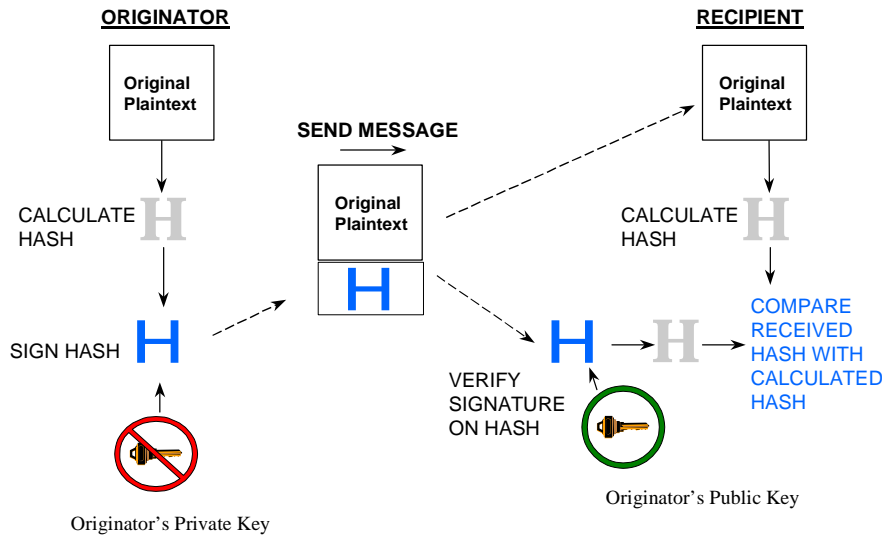 ORIGINATOR
Original
Plaintext
CALCULATE
HASH
H
SIGN HASH
H
Originator's Private Key
SEND MESSAGE
Original
Plaintext
H
RECIPIENT
Original
Plaintext
CALCULATE
HASH
H
VERIFY
SIGNATURE
ON HASH
H
H
COMPARE
RECEIVED
HASH WITH
CALCULATED
HASH
Originator's Public Key